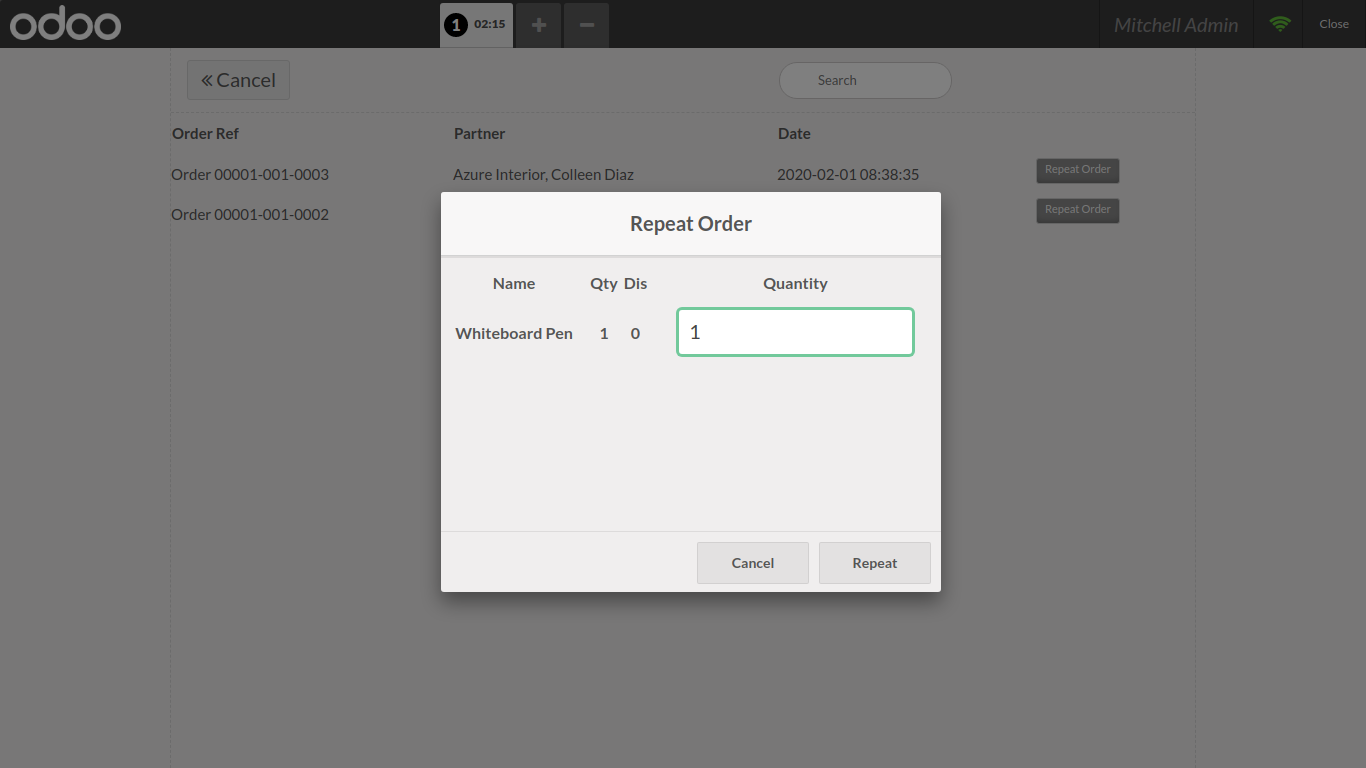 odoo
1 02:15 + −
Mitchell Admin
Close
« Cancel
Search
Order Ref Partner Date
Order 00001-001-0003 Azure Interior, Colleen Diaz 2020-02-01 08:38:35 Repeat Order
Order 00001-001-0002 Repeat Order
Repeat Order
Name Qty Dis Quantity
Whiteboard Pen 1 0 1
Cancel Repeat